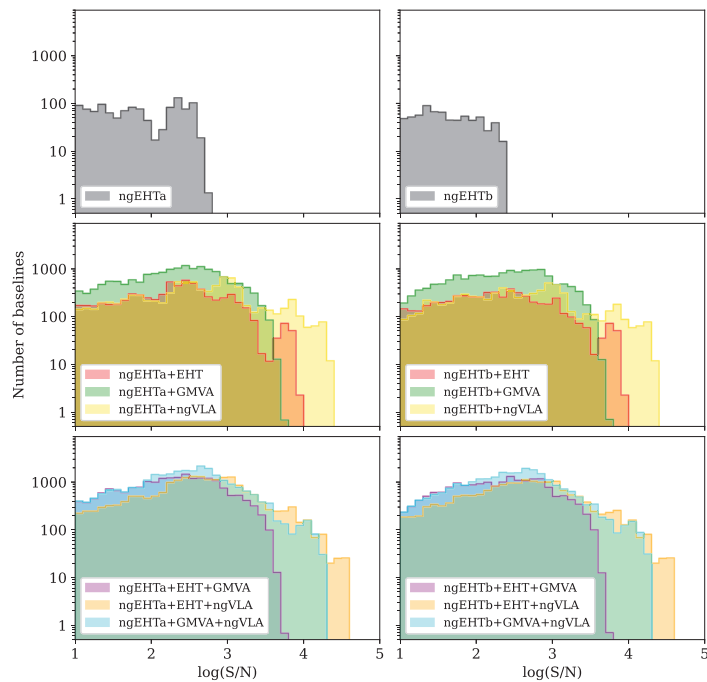 1000
100
10
1
ngEHTa
ngEHTb
Number of baselines
1000
100
10
1
ngEHTa+EHT
ngEHTa+GMVA
ngEHTa+ngVLA
ngEHTb+EHT
ngEHTb+GMVA
ngEHTb+ngVLA
1000
100
10
1
ngEHTa+EHT+GMVA
ngEHTa+EHT+ngVLA
ngEHTa+GMVA+ngVLA
ngEHTb+EHT+GMVA
ngEHTb+EHT+ngVLA
ngEHTb+GMVA+ngVLA
1 2 3 4 5
1 2 3 4 5
log(S/N)
log(S/N)